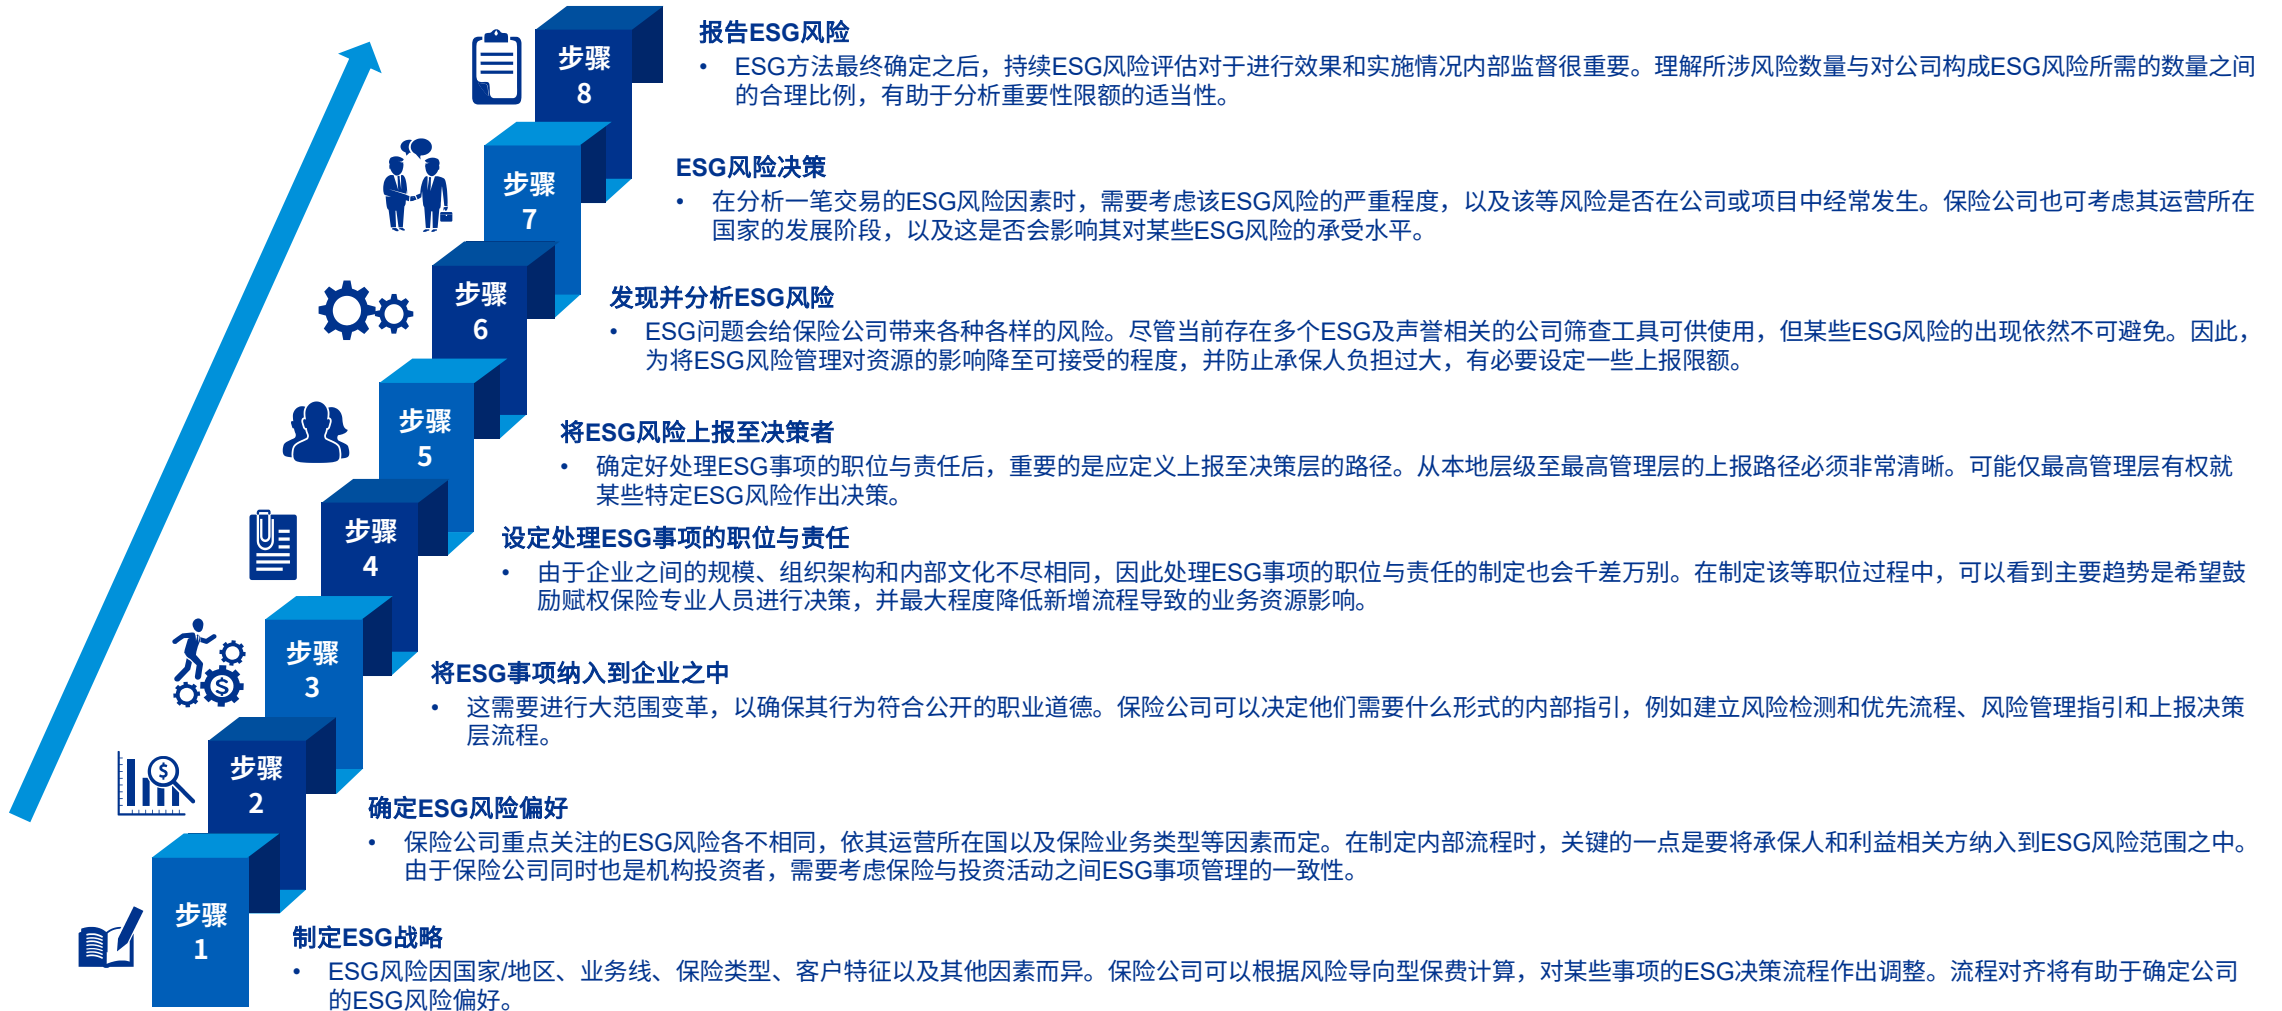 步骤
8
报告ESG风险
• ESG方法最终确定之后，持续ESG风险评估对于进行效果和实施情况内部监督很重要。理解所涉风险数量与对公司构成ESG风险所需的数量之间
的合理比例，有助于分析重要性限额的适当性。
步骤
7
ESG风险决策
• 在分析一笔交易的ESG风险因素时，需要考虑该ESG风险的严重程度，以及该等风险是否在公司或项目中经常发生。保险公司也可考虑其运营所在
国家的发展阶段，以及这是否会影响其对某些ESG风险的承受水平。
步骤
6
发现并分析ESG风险
• ESG问题会给保险公司带来各种各样的风险。尽管当前存在多个ESG及声誉相关的公司筛查工具可供使用，但某些ESG风险的出现依然不可避免。因此，
为将ESG风险管理对资源的影响降至可接受的程度，并防止承保人负担过大，有必要设定一些上报限额。
步骤
5
将ESG风险上报至决策者
• 确定好处理ESG事项的职位与责任后，重要的是应定义上报至决策层的路径。从本地层级至最高管理层的上报路径必须非常清晰。可能仅最高管理层有权就
某些特定ESG风险作出决策。
步骤
4
设定处理ESG事项的职位与责任
• 由于企业之间的规模、组织架构和内部文化不尽相同，因此处理ESG事项的职位与责任的制定也会千差万别。在制定该等职位过程中，可以看到主要趋势是希望鼓
励赋权保险专业人员进行决策，并最大程度降低新增流程导致的业务资源影响。
步骤
3
将ESG事项纳入到企业之中
• 这需要进行大范围变革，以确保其行为符合公开的职业道德。保险公司可以决定他们需要什么形式的内部指引，例如建立风险检测和优先流程、风险管理指引和上报决策
层流程。
步骤
2
确定ESG风险偏好
• 保险公司重点关注的ESG风险各不相同，依其运营所在国以及保险业务类型等因素而定。在制定内部流程时，关键的一点是要将承保人和利益相关方纳入到ESG风险范围之中。
由于保险公司同时也是机构投资者，需要考虑保险与投资活动之间ESG事项管理的一致性。
步骤
1
制定ESG战略
• ESG风险因国家/地区、业务线、保险类型、客户特征以及其他因素而异。保险公司可以根据风险导向型保费计算，对某些事项的ESG决策流程作出调整。流程对齐将有助于确定公司
的ESG风险偏好。